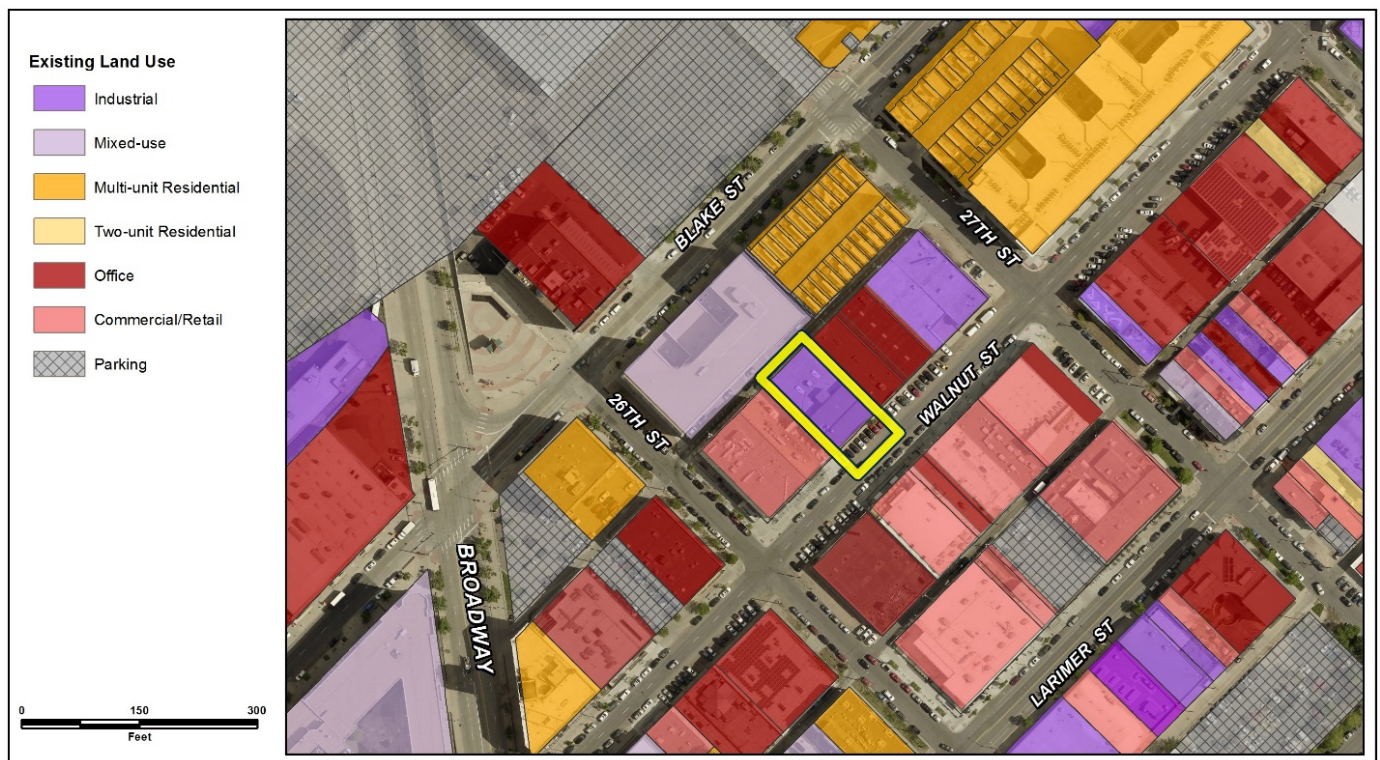 Existing Land Use
Industrial
Mixed-use
Multi-unit Residential
Two-unit Residential
Office
Commercial/Retail
Parking
BLAKE ST
27TH ST
WALNUT ST
26TH ST
BROADWAY
LARIMER ST
0 150 300
Feet